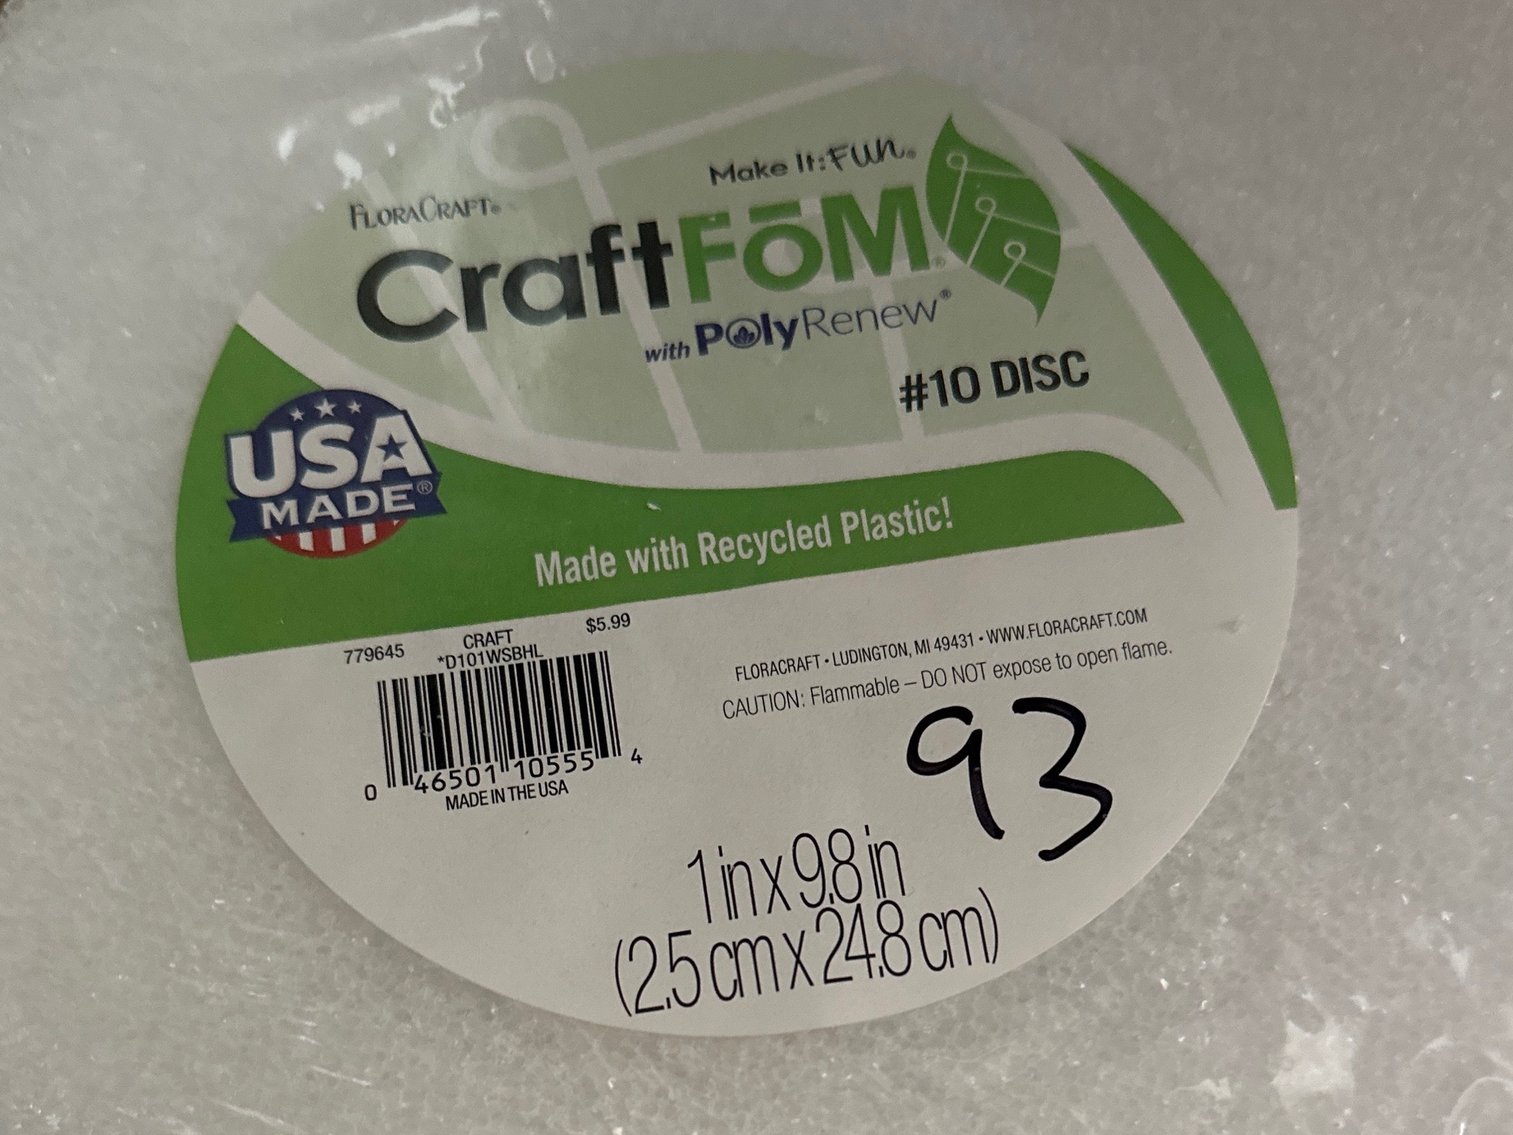 Make It: FUN®
FLORACRAFT®
CraftFōM®
with PolyRenew®
#10 DISC
USA
MADE®
Made with Recycled Plastic!
779645 CRAFT $5.99
*D101WSBHL
0 46501 10555 4
MADE IN THE USA
FLORACRAFT • LUDINGTON, MI 49431 • WWW.FLORACRAFT.COM
CAUTION: Flammable – DO NOT expose to open flame.
93
1 in x 9.8 in
(2.5 cm x 24.8 cm)